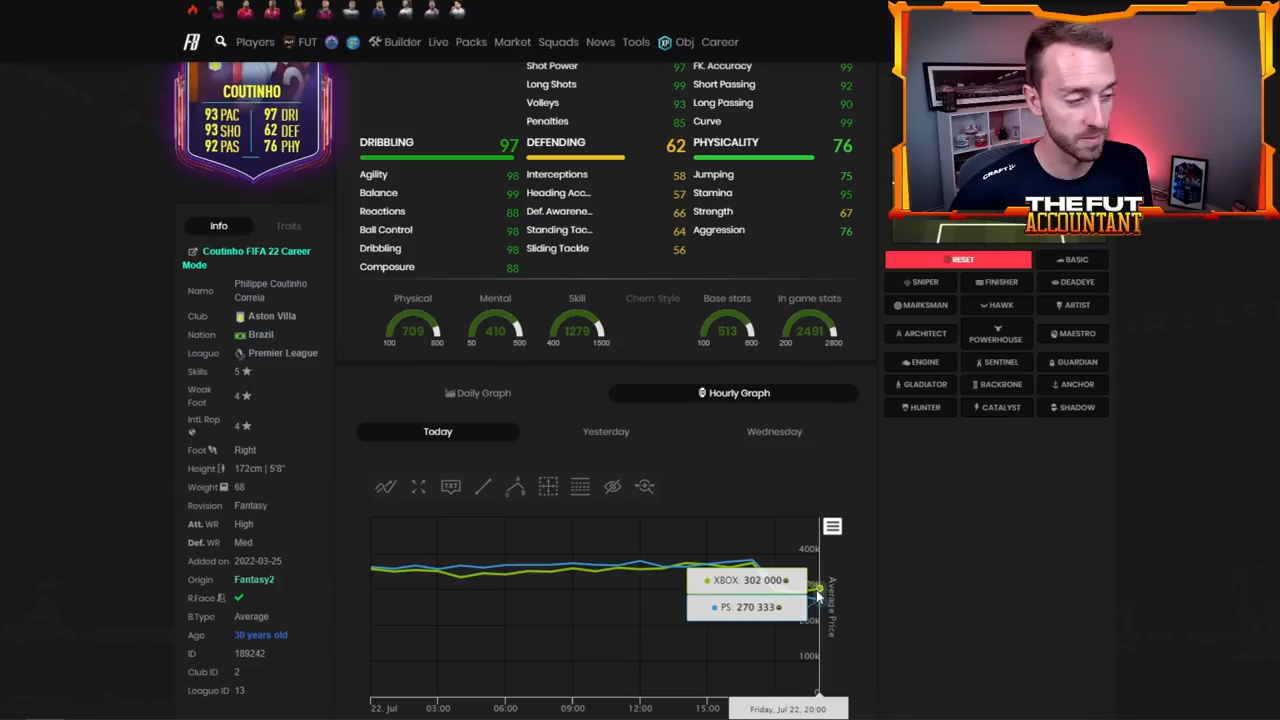 FB
Players
FUT
Builder
Live
Packs
Market
Squads
News
Tools
XP Obj
Career
COUTINHO
93 PAC 97 DRI
93 SHO 62 DEF
92 PAS 76 PHY
Shot Power 97
Long Shots 99
Volleys 93
Penalties 85
FK. Accuracy 99
Short Passing 92
Long Passing 90
Curve 99
DRIBBLING 97
Agility 98
Balance 99
Reactions 88
Ball Control 98
Dribbling 98
Composure 88
DEFENDING 62
Interceptions 58
Heading Acc... 57
Def. Awarene... 66
Standing Tac... 64
Sliding Tackle 56
PHYSICALITY 76
Jumping 75
Stamina 95
Strength 67
Aggression 76
Info
Traits
Coutinho FIFA 22 Career
Mode
Name Philippe Coutinho
Correia
Club Aston Villa
Nation Brazil
League Premier League
Skills 5
Weak
Foot 4
Intl. Rep 4
Foot Right
Height 172cm | 5'8"
Weight 68
Revision Fantasy
Att. WR High
Def. WR Med
Added on 2022-03-25
Origin Fantasy2
R.Face
B.Type Average
Age 30 years old
ID 189242
Club ID 2
League ID 13
Physical
709
100 800
Mental
410
50 500
Skill
1279
400 1500
Chem. Style
Base stats
513
100 600
In game stats
2491
200 2800
Daily Graph
Hourly Graph
Today
Yesterday
Wednesday
TXT
400k
200k
100k
0
Average Price
XBOX: 302 000
PS: 270 333
22. Jul
03:00
06:00
09:00
12:00
15:00
Friday, Jul 22, 20:00
CRAFT
THE FUT
ACCOUNTANT
RESET
BASIC
SNIPER
FINISHER
DEADEYE
MARKSMAN
HAWK
ARTIST
ARCHITECT
POWERHOUSE
MAESTRO
ENGINE
SENTINEL
GUARDIAN
GLADIATOR
BACKBONE
ANCHOR
HUNTER
CATALYST
SHADOW